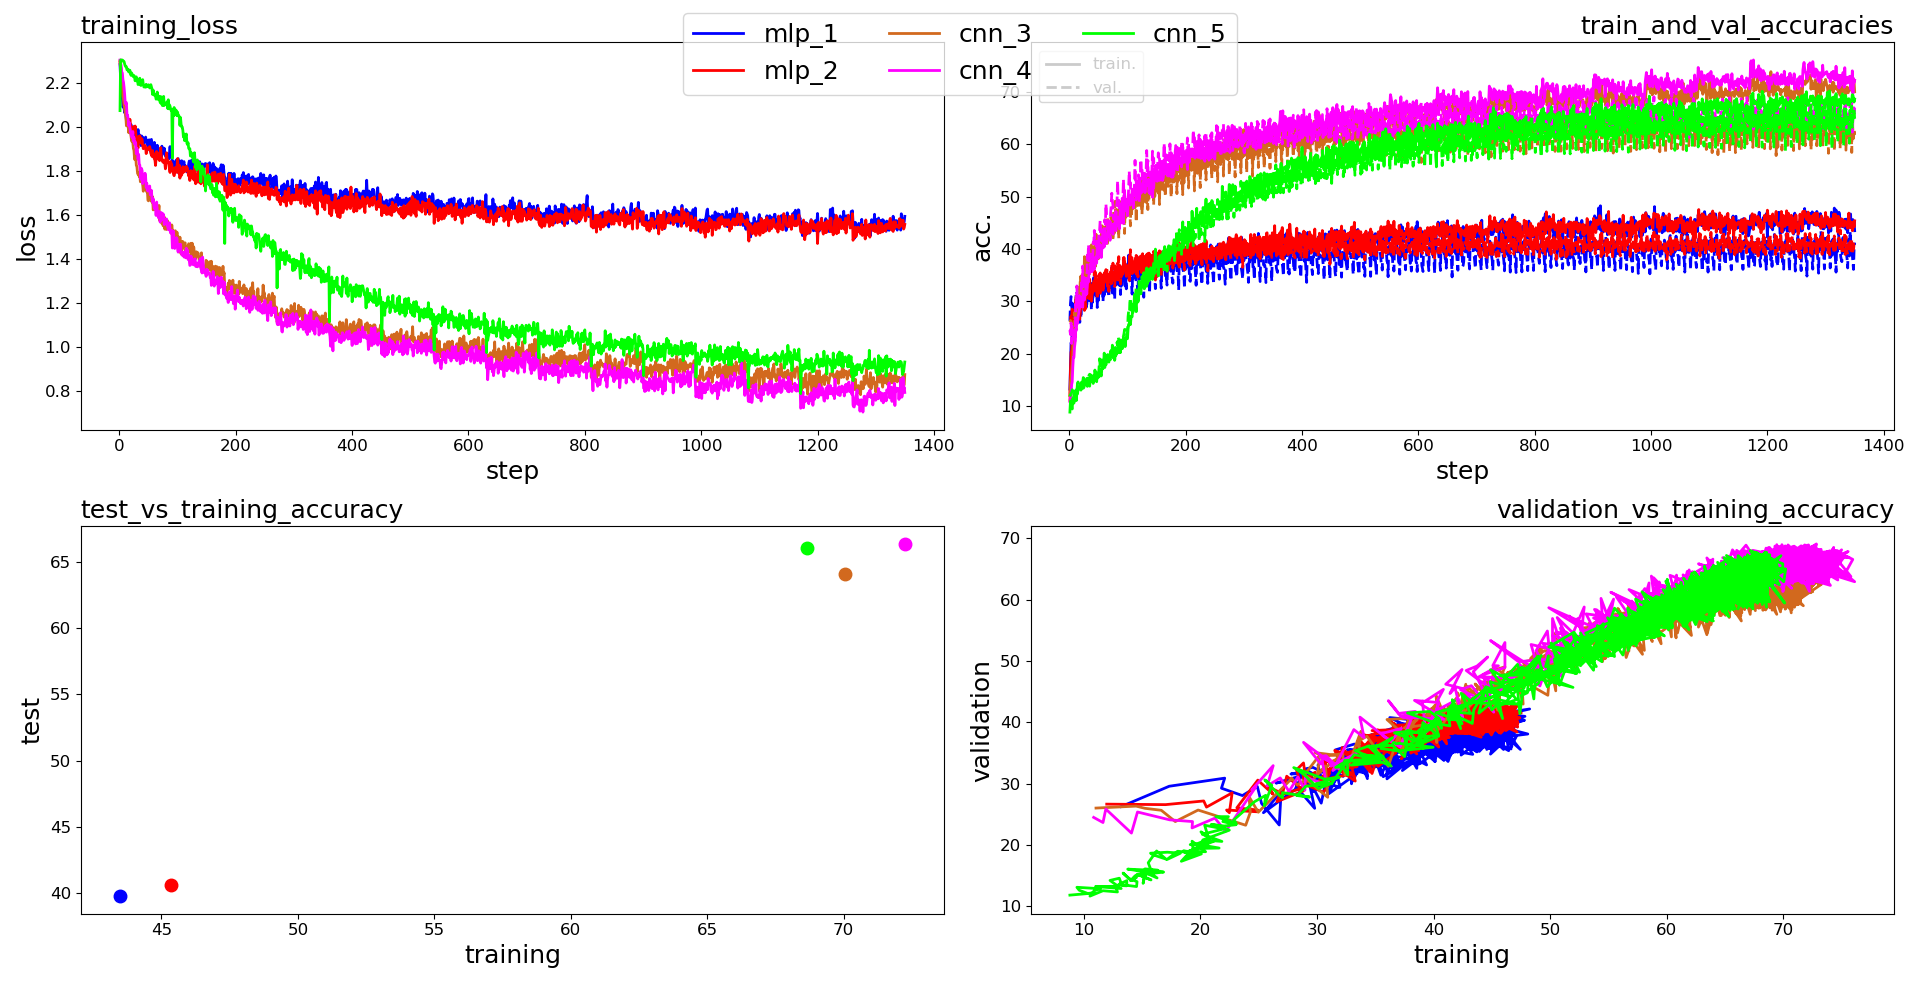 training_loss
mlp_1 cnn_3 cnn_5
mlp_2 cnn_4
train_and_val_accuracies
train.
val.
loss
2.2
2.0
1.8
1.6
1.4
1.2
1.0
0.8
0 200 400 600 800 1000 1200 1400
step
acc.
70
60
50
40
30
20
10
0 200 400 600 800 1000 1200 1400
step
test_vs_training_accuracy
test
65
60
55
50
45
40
45 50 55 60 65 70
training
validation_vs_training_accuracy
validation
70
60
50
40
30
20
10
10 20 30 40 50 60 70
training